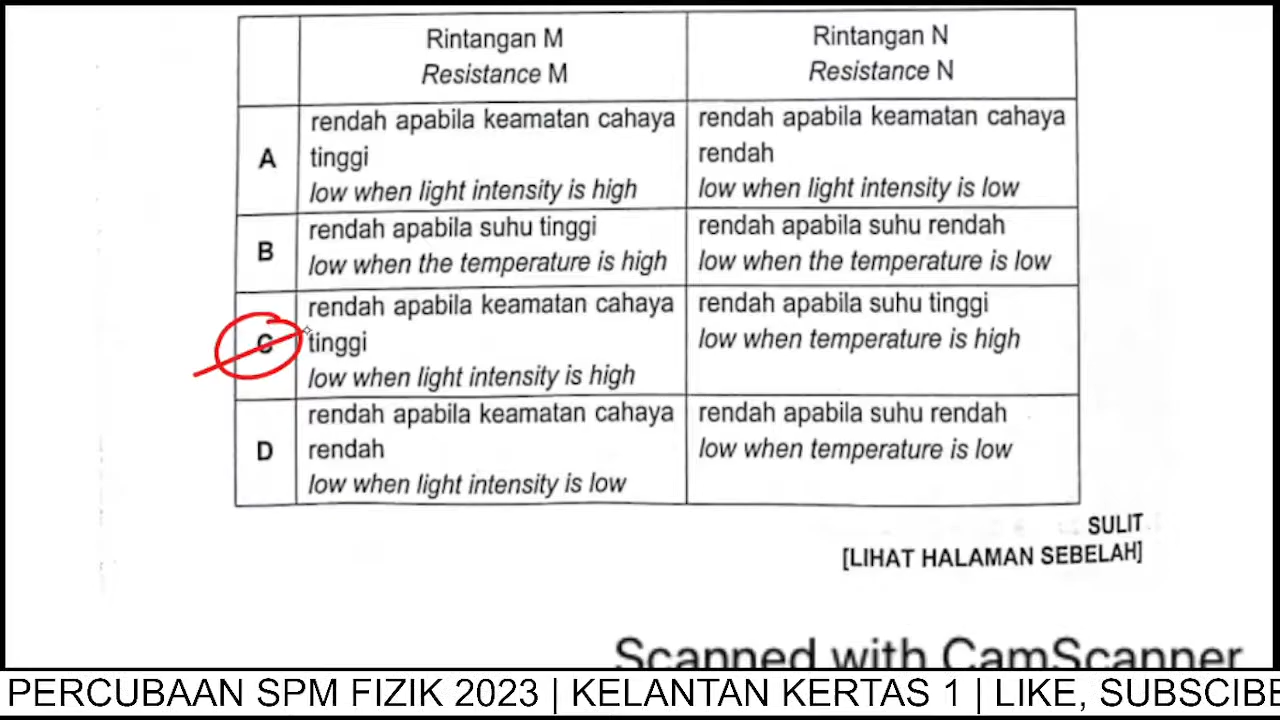 Rintangan M
Resistance M
Rintangan N
Resistance N
A
rendah apabila keamatan cahaya
tinggi
low when light intensity is high
rendah apabila keamatan cahaya
rendah
low when light intensity is low
B
rendah apabila suhu tinggi
low when the temperature is high
rendah apabila suhu rendah
low when the temperature is low
C
rendah apabila keamatan cahaya
tinggi
low when light intensity is high
rendah apabila suhu tinggi
low when temperature is high
D
rendah apabila keamatan cahaya
rendah
low when light intensity is low
rendah apabila suhu rendah
low when temperature is low
SULIT
[LIHAT HALAMAN SEBELAH]
Scanned with CamScanner
PERCUBAAN SPM FIZIK 2023 | KELANTAN KERTAS 1 | LIKE, SUBSCIBE